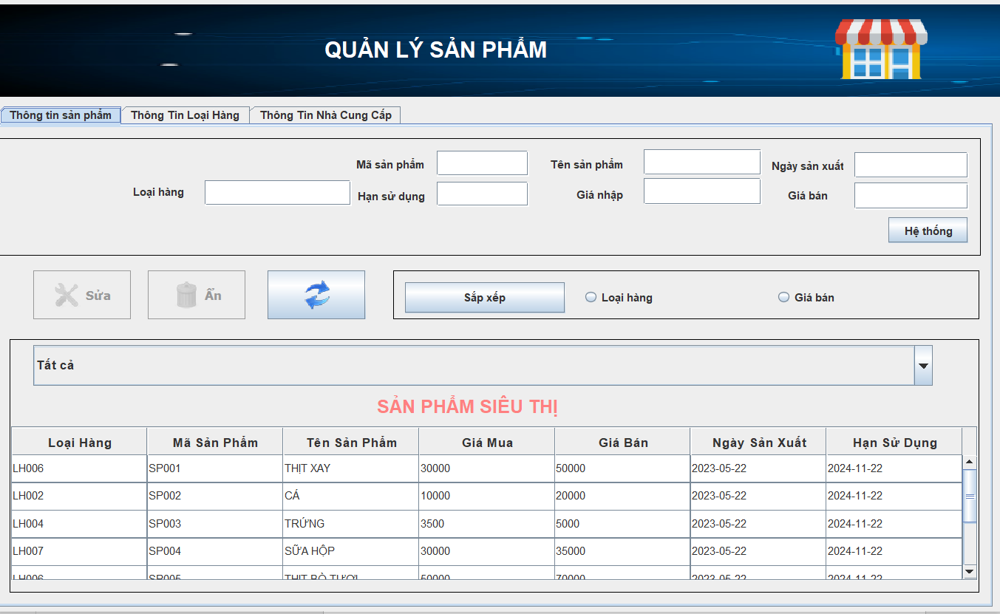 QUẢN LÝ SẢN PHẨM
Thông tin sản phẩm Thông Tin Loại Hàng Thông Tin Nhà Cung Cấp
Mã sản phẩm Tên sản phẩm Ngày sản xuất
Loại hàng Hạn sử dụng Giá nhập Giá bán
Hệ thống
Sửa Ẩn Sắp xếp Loại hàng Giá bán
Tất cả
SẢN PHẨM SIÊU THỊ
Loại Hàng Mã Sản Phẩm Tên Sản Phẩm Giá Mua Giá Bán Ngày Sản Xuất Hạn Sử Dụng
LH006 SP001 THỊT XAY 30000 50000 2023-05-22 2024-11-22
LH002 SP002 CÁ 10000 20000 2023-05-22 2024-11-22
LH004 SP003 TRỨNG 3500 5000 2023-05-22 2024-11-22
LH007 SP004 SỮA HỘP 30000 35000 2023-05-22 2024-11-22
LH006 SP005 THỊT BÒ TƯƠI 50000 70000 2023-05-22 2024-11-22